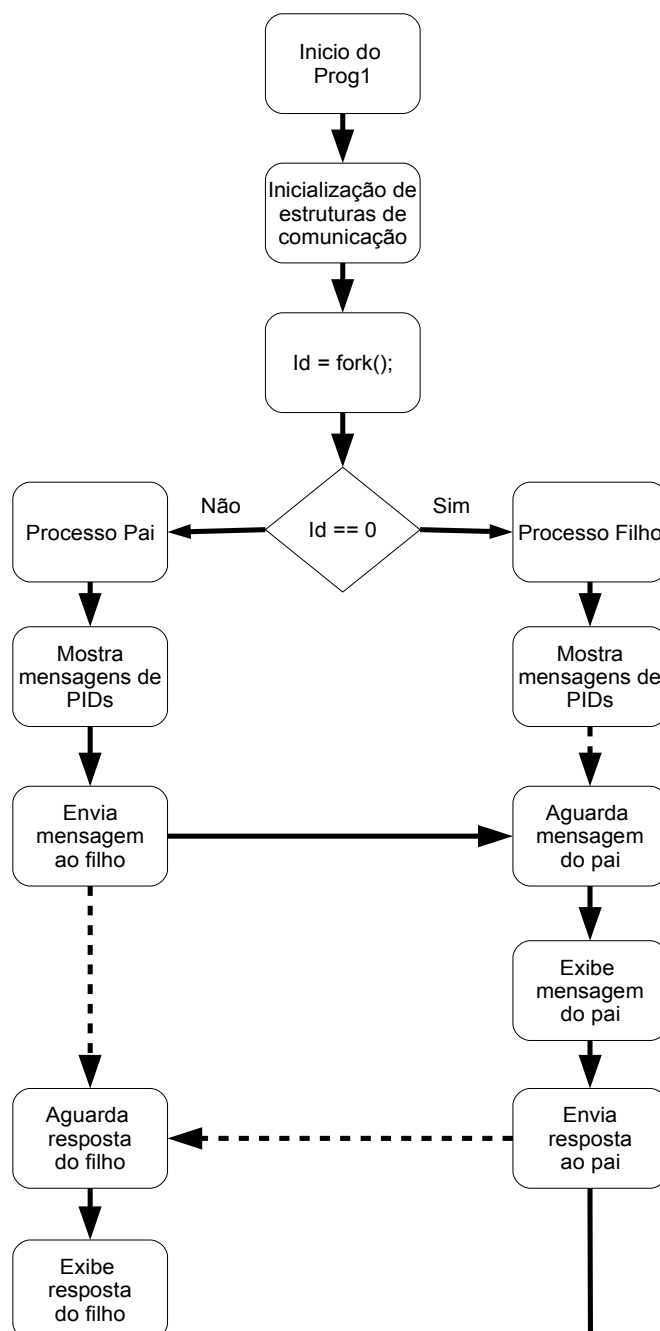 Inicio do
Prog1
Inicialização de
estruturas de
comunicação
Id = fork();
Não
Sim
Processo Pai
Id == 0
Processo Filho
Mostra
mensagens de
PIDs
Mostra
mensagens de
PIDs
Envia
mensagem
ao filho
Aguarda
mensagem
do pai
Exibe
mensagem
do pai
Aguarda
resposta
do filho
Envia
resposta
ao pai
Exibe
resposta
do filho